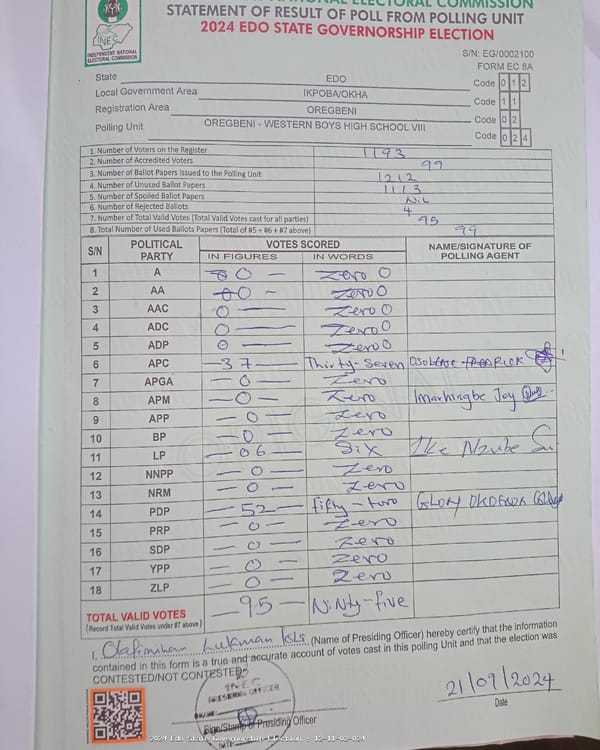 INDEPENDENT NATIONAL ELECTORAL COMMISSION
STATEMENT OF RESULT OF POLL FROM POLLING UNIT
2024 EDO STATE GOVERNORSHIP ELECTION
INEC
INDEPENDENT NATIONAL
ELECTORAL COMMISSION
S/N: EG/0002100
FORM EC 8A
State EDO Code 0 1 2
Local Government Area IKPOBA/OKHA Code 1 1
Registration Area OREGBENI Code 0 2
Polling Unit OREGBENI - WESTERN BOYS HIGH SCHOOL VIII Code 0 2 4
1. Number of Voters on the Register 1193
2. Number of Accredited Voters 99
3. Number of Ballot Papers Issued to the Polling Unit 1212
4. Number of Unused Ballot Papers 1113
5. Number of Spoiled Ballot Papers Nil
6. Number of Rejected Ballots 4
7. Number of Total Valid Votes (Total Valid Votes cast for all parties) 95
8. Total Number of Used Ballots Papers (Total of #5 + #6 + #7 above) 99
S/N POLITICAL PARTY VOTES SCORED NAME/SIGNATURE OF POLLING AGENT
IN FIGURES IN WORDS
1 A 0 - Zero 0
2 AA 0 - Zero 0
3 AAC 0 - Zero 0
4 ADC 0 - Zero 0
5 ADP 0 - Zero 0
6 APC - 37 - Thirty-Seven
7 APGA - 0 - Zero
8 APM - 0 - Zero Imarhingbe Joy
9 APP - 0 - Zero
10 BP - 0 - Zero
11 LP - 06 - Six Ike Nzube
12 NNPP - 0 - Zero
13 NRM - 0 - Zero
14 PDP - 52 - fifty-two GLORY
15 PRP - 0 - Zero
16 SDP - 0 - Zero
17 YPP - 0 - Zero
18 ZLP - 0 - Zero
TOTAL VALID VOTES - 95 - Ninty-five
(Record Total Valid Votes under #7 above)
I, Lukman (Name of Presiding Officer) hereby certify that the information
contained in this form is a true and accurate account of votes cast in this polling Unit and that the election was
CONTESTED/NOT CONTESTED
INEC
PRESIDING OFFICER
Sign/Stamp of Presiding Officer
DATE
21/09/2024
Date
2024 Edo State Governorship Election : 12-11-02-024